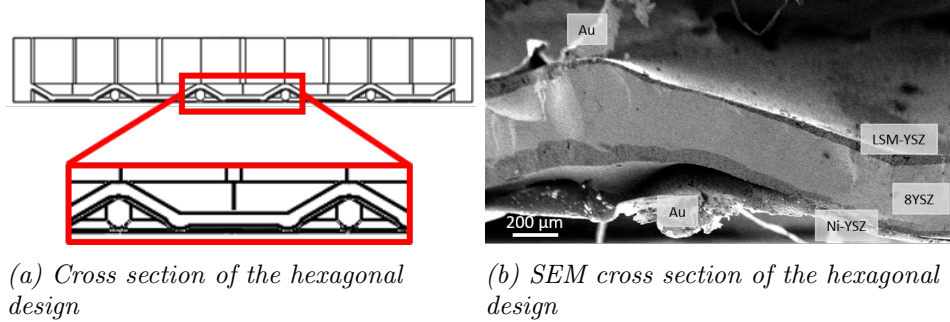 Au
LSM-YSZ
8YSZ
Au
Ni-YSZ
200 µm
(a) Cross section of the hexagonal
design
(b) SEM cross section of the hexagonal
design